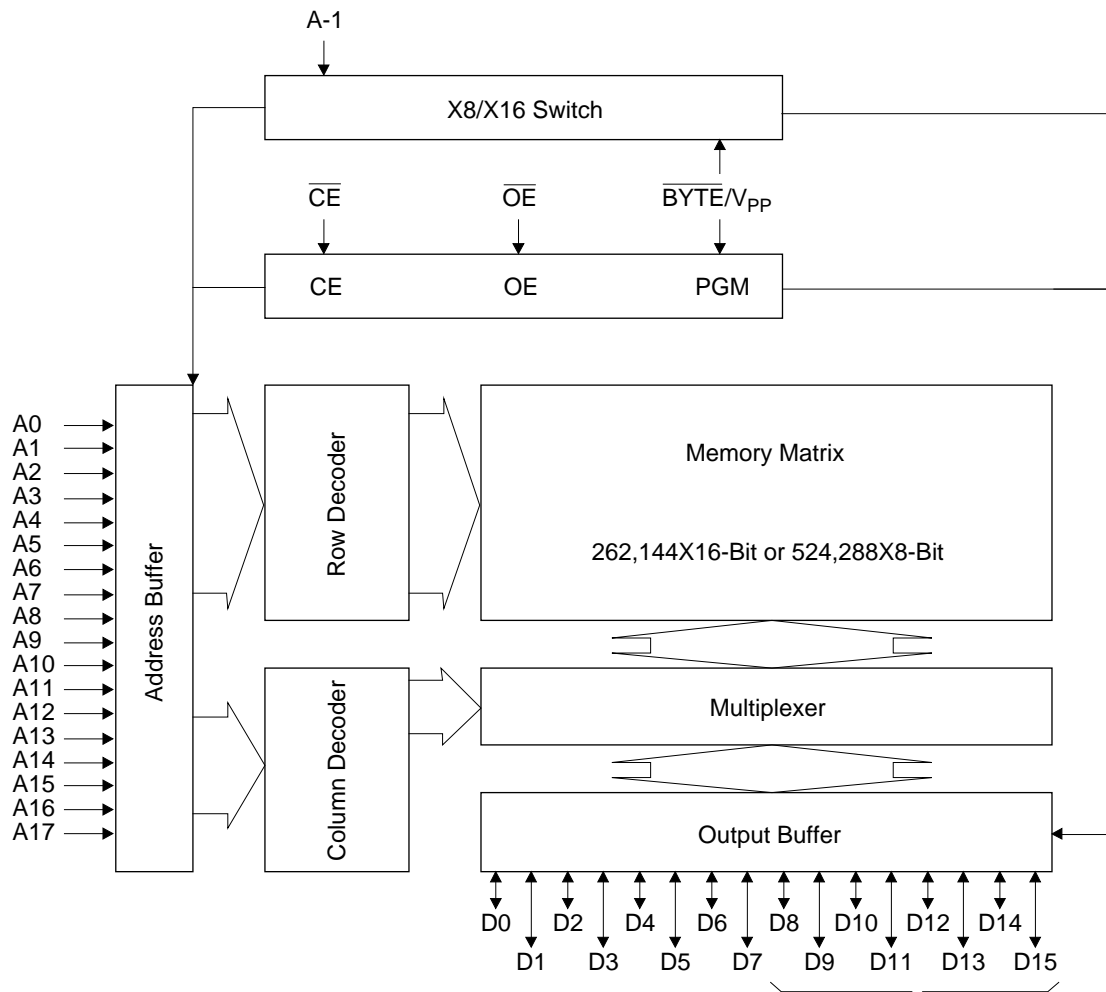 A-1
X8/X16 Switch
CE OE BYTE/VPP
CE OE PGM
A0
A1
A2
A3
A4
A5
A6
A7
A8
A9
A10
A11
A12
A13
A14
A15
A16
A17
Address Buffer
Row Decoder
Memory Matrix
262,144X16-Bit or 524,288X8-Bit
Column Decoder
Multiplexer
Output Buffer
D0 D2 D4 D6 D8 D10 D12 D14
D1 D3 D5 D7 D9 D11 D13 D15